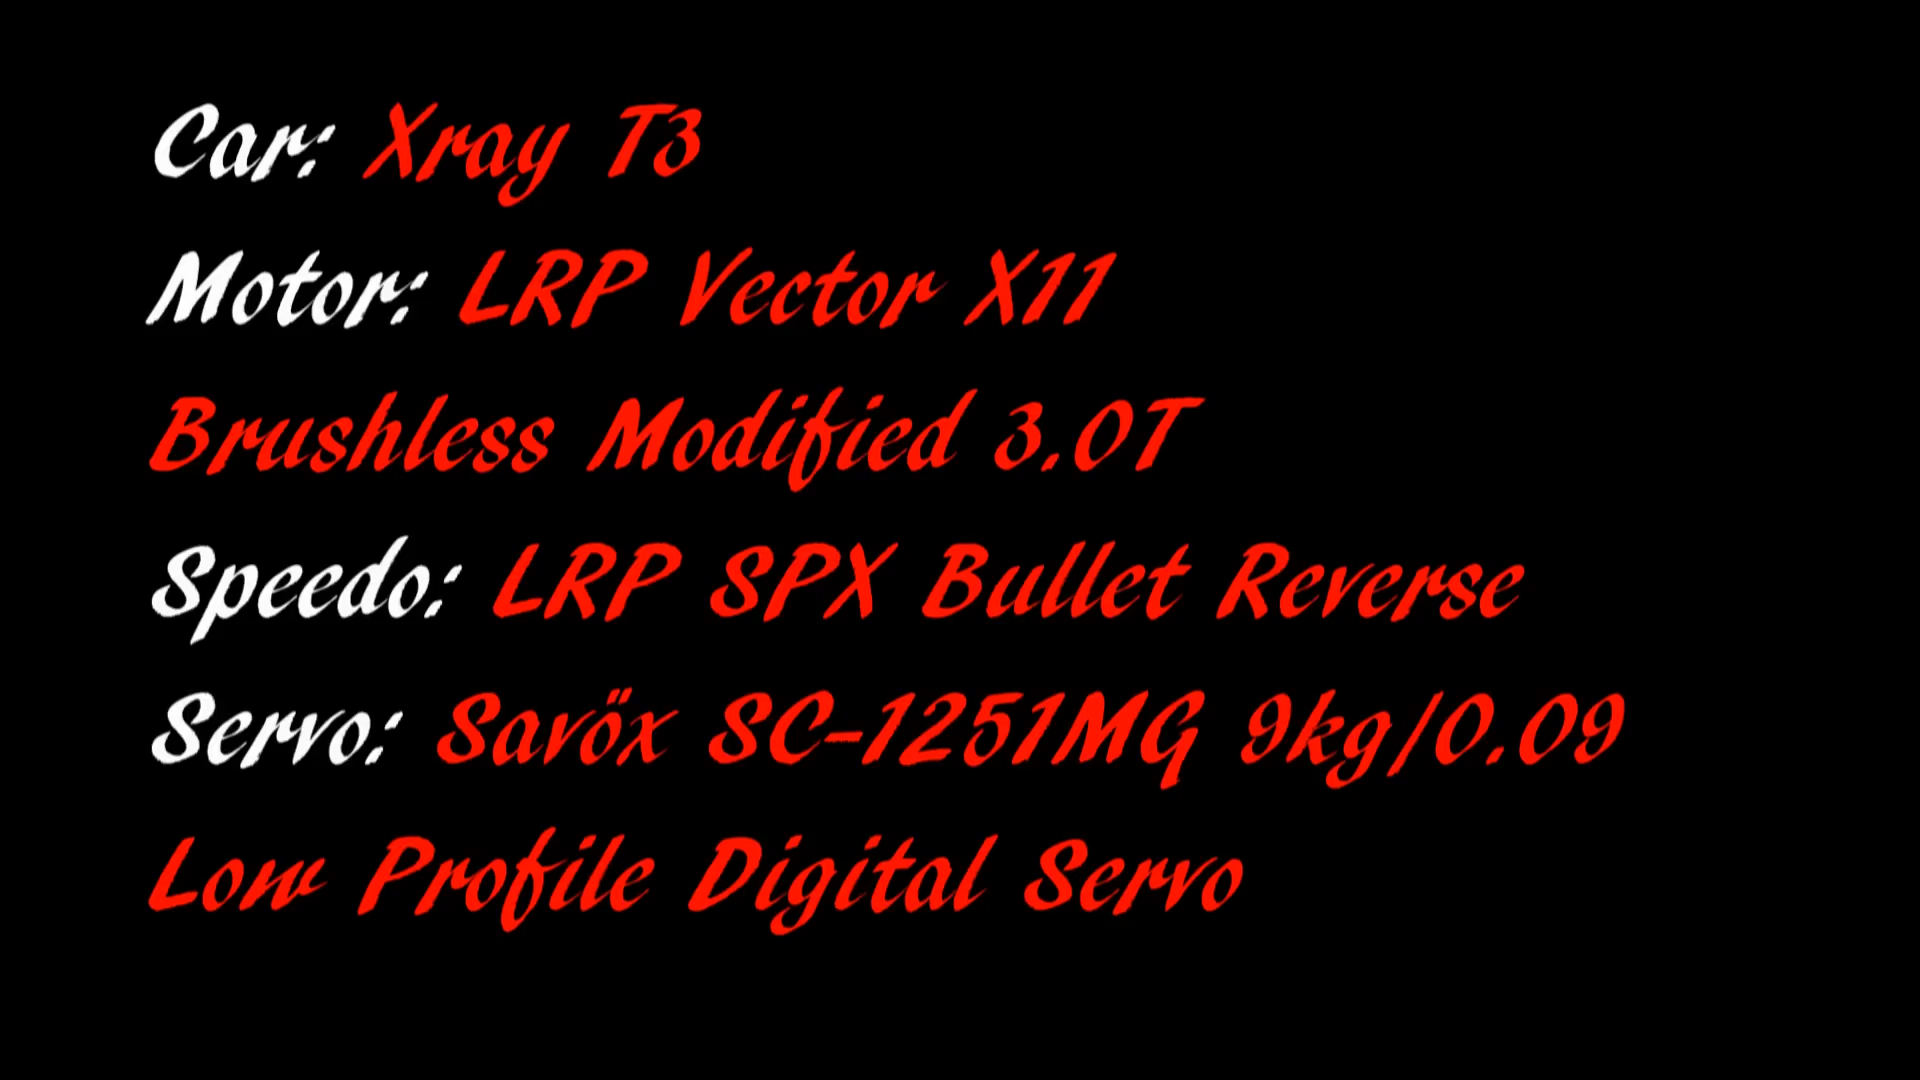 Car: Xray T3
Motor: LRP Vector X11
Brushless Modified 3.0T
Speedo: LRP SPX Bullet Reverse
Servo: Savöx SC-1251MG 9kg/0.09
Low Profile Digital Servo